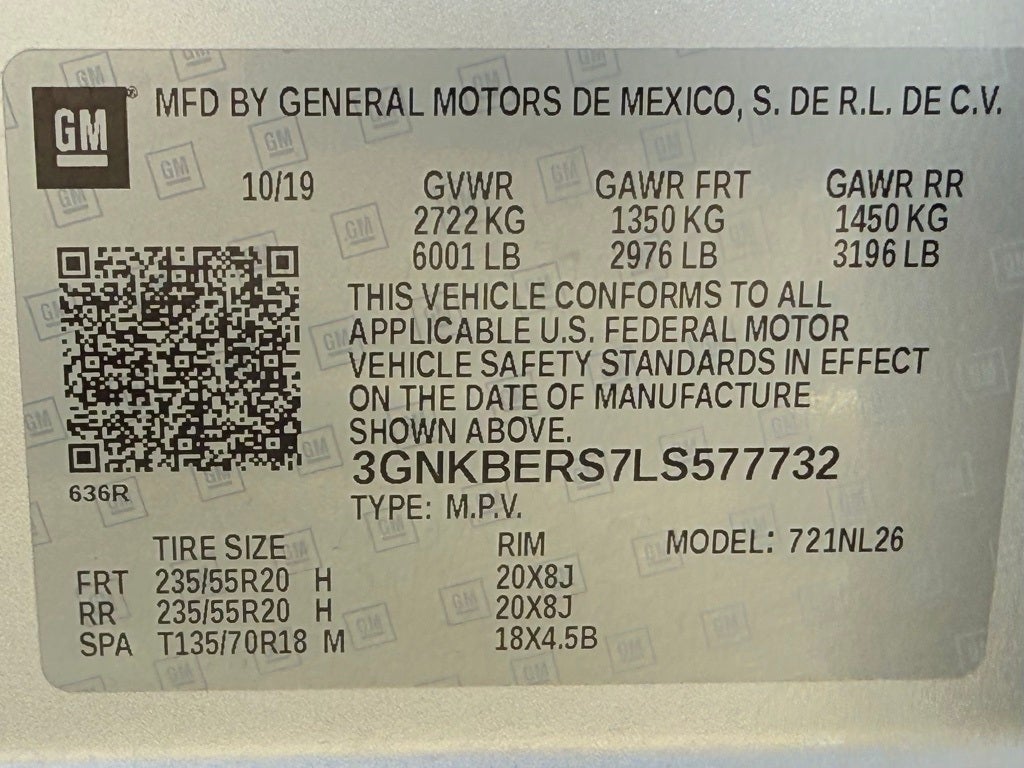 GM® MFD BY GENERAL MOTORS DE MEXICO, S. DE R.L. DE C.V.
10/19 GVWR GAWR FRT GAWR RR
2722 KG 1350 KG 1450 KG
6001 LB 2976 LB 3196 LB
THIS VEHICLE CONFORMS TO ALL
APPLICABLE U.S. FEDERAL MOTOR
VEHICLE SAFETY STANDARDS IN EFFECT
ON THE DATE OF MANUFACTURE
SHOWN ABOVE.
3GNKBERS7LS577732
636R
TYPE: M.P.V.
TIRE SIZE RIM MODEL: 721NL26
FRT 235/55R20 H 20X8J
RR 235/55R20 H 20X8J
SPA T135/70R18 M 18X4.5B